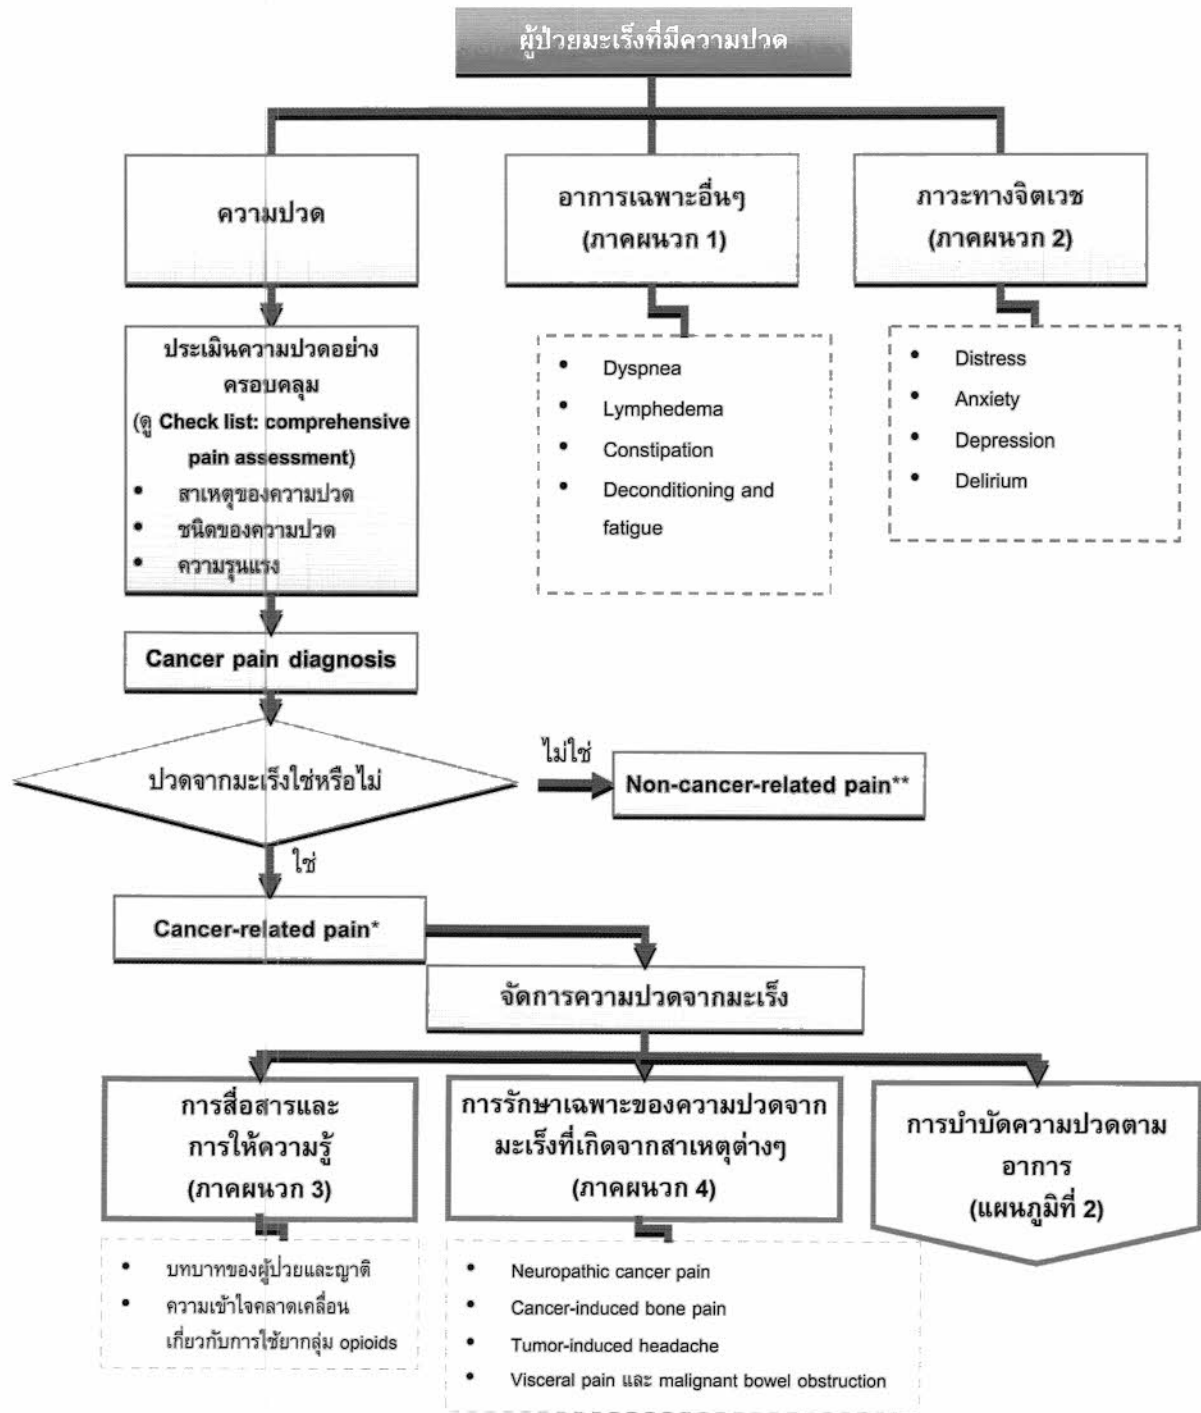 ผู้ป่วยมะเร็งที่มีความปวด
ความปวด
อาการเฉพาะอื่นๆ
(ภาคผนวก 1)
ภาวะทางจิตเวช
(ภาคผนวก 2)
ประเมินความปวดอย่าง
ครอบคลุม
(ดู Check list: comprehensive
pain assessment)
• สาเหตุของความปวด
• ชนิดของความปวด
• ความรุนแรง
• Dyspnea
• Lymphedema
• Constipation
• Deconditioning and
fatigue
• Distress
• Anxiety
• Depression
• Delirium
Cancer pain diagnosis
ปวดจากมะเร็งใช่หรือไม่
ไม่ใช่
Non-cancer-related pain**
ใช่
Cancer-related pain*
จัดการความปวดจากมะเร็ง
การสื่อสารและ
การให้ความรู้
(ภาคผนวก 3)
การรักษาเฉพาะของความปวดจาก
มะเร็งที่เกิดจากสาเหตุต่างๆ
(ภาคผนวก 4)
การบำบัดความปวดตาม
อาการ
(แผนภูมิที่ 2)
• บทบาทของผู้ป่วยและญาติ
• ความเข้าใจคลาดเคลื่อน
เกี่ยวกับการใช้ยากลุ่ม opioids
• Neuropathic cancer pain
• Cancer-induced bone pain
• Tumor-induced headache
• Visceral pain และ malignant bowel obstruction